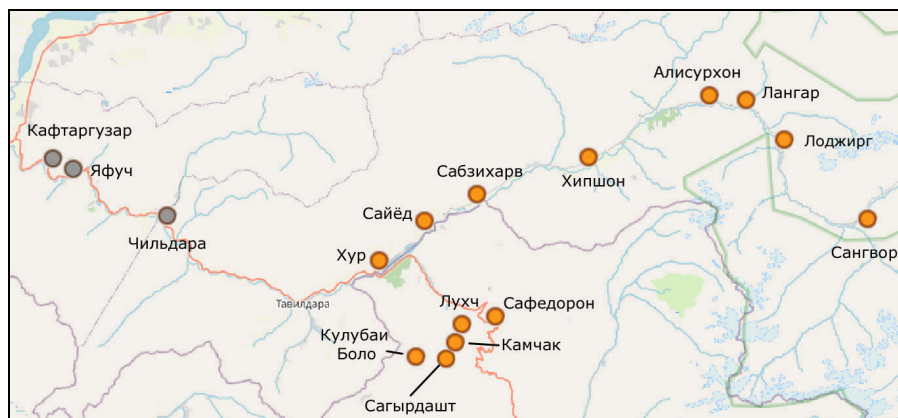 Алисурхон
Лангар
Кафтаргузар
Яфуч
Лоджирг
Сабзихарв
Хипшон
Сайёд
Чильдара
Сангвор
Хур
Тавилдара
Лухч
Сафедорон
Кулубаи
Боло
Камчак
Сагырдашт